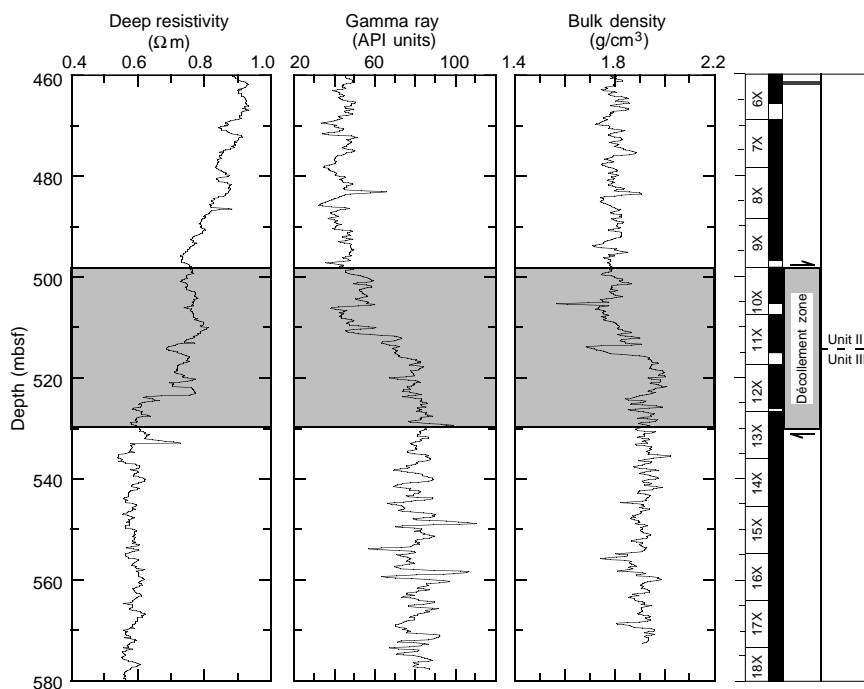 Deep resistivity
(Ω m)
Gamma ray
(API units)
Bulk density
(g/cm3)
0.4 0.6 0.8 1.0
20 60 100
1.4 1.8 2.2
460
480
500
520
540
560
580
Depth (mbsf)
6X
7X
8X
9X
10X
11X
12X
13X
14X
15X
16X
17X
18X
Décollement zone
Unit II
Unit III